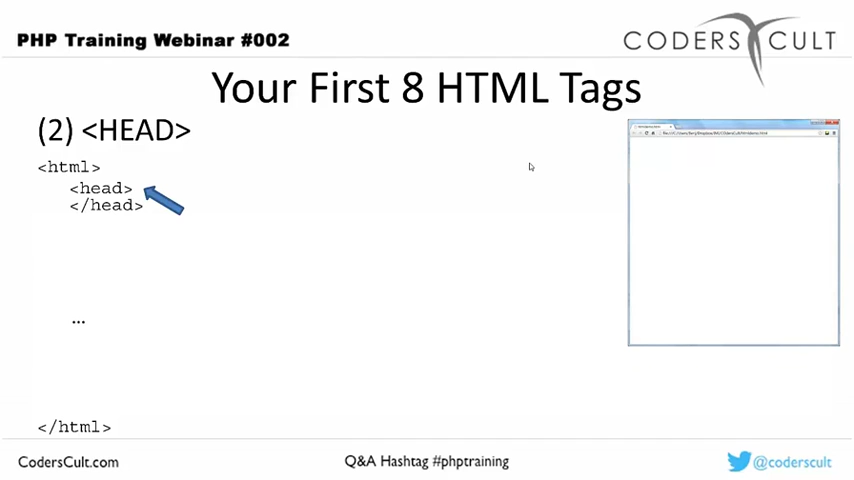 PHP Training Webinar #002
CODERS CULT
Your First 8 HTML Tags
(2) <HEAD>
<html>
<head>
</head>
...
</html>
CodersCult.com
Q&A Hashtag #phptraining
@coderscult